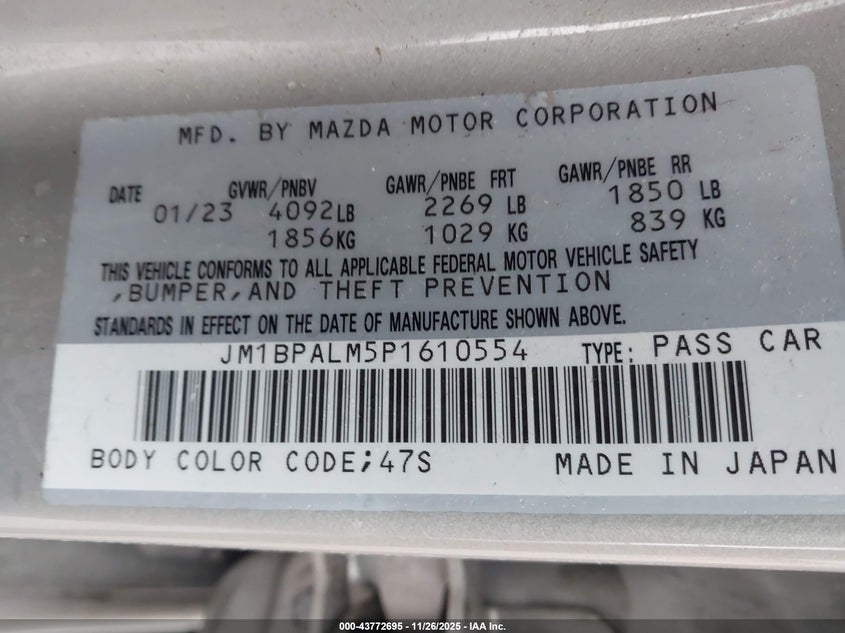 MFD. BY MAZDA MOTOR CORPORATION
DATE GVWR/PNBV GAWR/PNBE FRT GAWR/PNBE RR
01/23 4092LB 2269 LB 1850 LB
1856KG 1029 KG 839 KG
THIS VEHICLE CONFORMS TO ALL APPLICABLE FEDERAL MOTOR VEHICLE SAFETY
,BUMPER,AND THEFT PREVENTION
STANDARDS IN EFFECT ON THE DATE OF MANUFACTURE SHOWN ABOVE.
JM1BPALM5P1610554 TYPE: PASS CAR
BODY COLOR CODE;47S MADE IN JAPAN
000-43772695 - 11/26/2025 - IAA Inc.